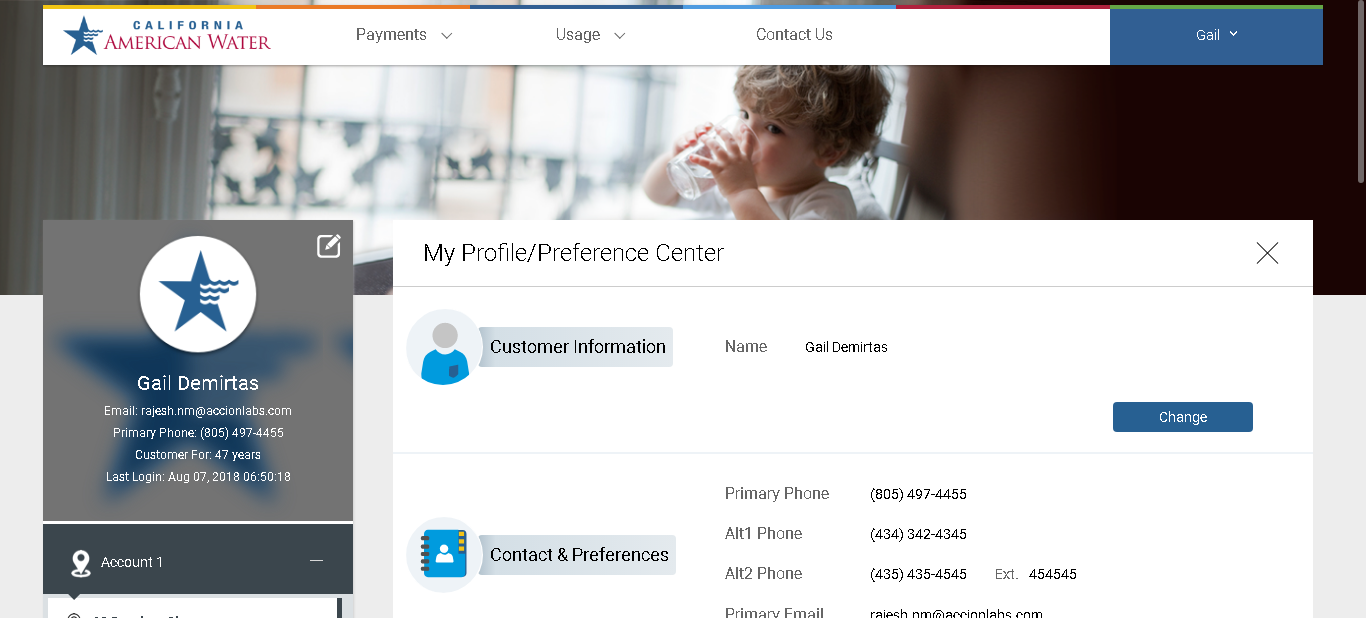 CALIFORNIA
AMERICAN WATER
Payments
Usage
Contact Us
Gail
My Profile/Preference Center
Gail Demirtas
Email: rajesh.nm@accionlabs.com
Primary Phone: (805) 497-4455
Customer For: 47 years
Last Login: Aug 07, 2018 06:50:18
Account 1
Customer Information
Name Gail Demirtas
Change
Contact & Preferences
Primary Phone (805) 497-4455
Alt1 Phone (434) 342-4345
Alt2 Phone (435) 435-4545 Ext. 454545
Primary Email rajesh.nm@accionlabs.com